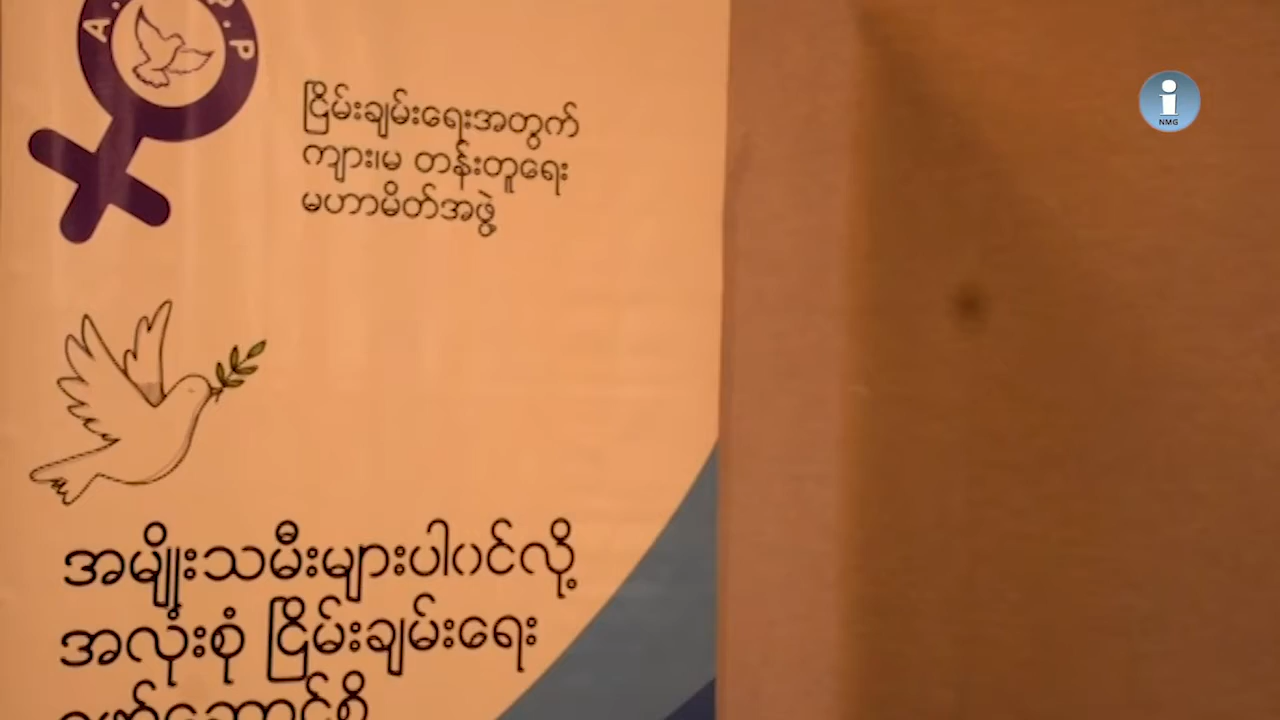 ငြိမ်းချမ်းရေးအတွက်
ကျား၊မ တန်းတူရေး
မဟာမိတ်အဖွဲ့
အမျိုးသမီးများပါဝင်လို့
အလုံးစုံ ငြိမ်းချမ်းရေး
NMG